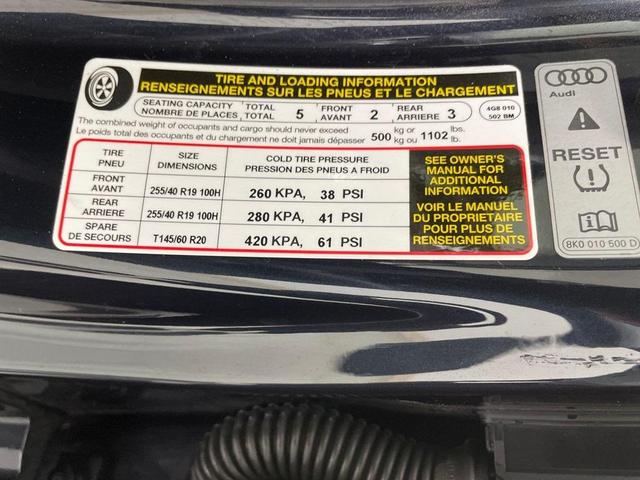 TIRE AND LOADING INFORMATION
RENSEIGNEMENTS SUR LES PNEUS ET LE CHARGEMENT
SEATING CAPACITY TOTAL 5 FRONT 2 REAR 3
NOMBRE DE PLACES TOTAL AVANT ARRIERE
4G8 010
502 BM
The combined weight of occupants and cargo should never exceed 500 kg or 1102 lbs.
Le poids total des occupants et du chargement ne doit jamais dépasser kg ou lb.
TIRE SIZE COLD TIRE PRESSURE
PNEU DIMENSIONS PRESSION DES PNEUS A FROID
FRONT
AVANT 255/40 R19 100H 260 KPA, 38 PSI
REAR
ARRIERE 255/40 R19 100H 280 KPA, 41 PSI
SPARE
DE SECOURS T145/60 R20 420 KPA, 61 PSI
SEE OWNER'S
MANUAL FOR
ADDITIONAL
INFORMATION
VOIR LE MANUEL
DU PROPRIETAIRE
POUR PLUS DE
RENSEIGNEMENTS
Audi
RESET
8K0 010 500 D